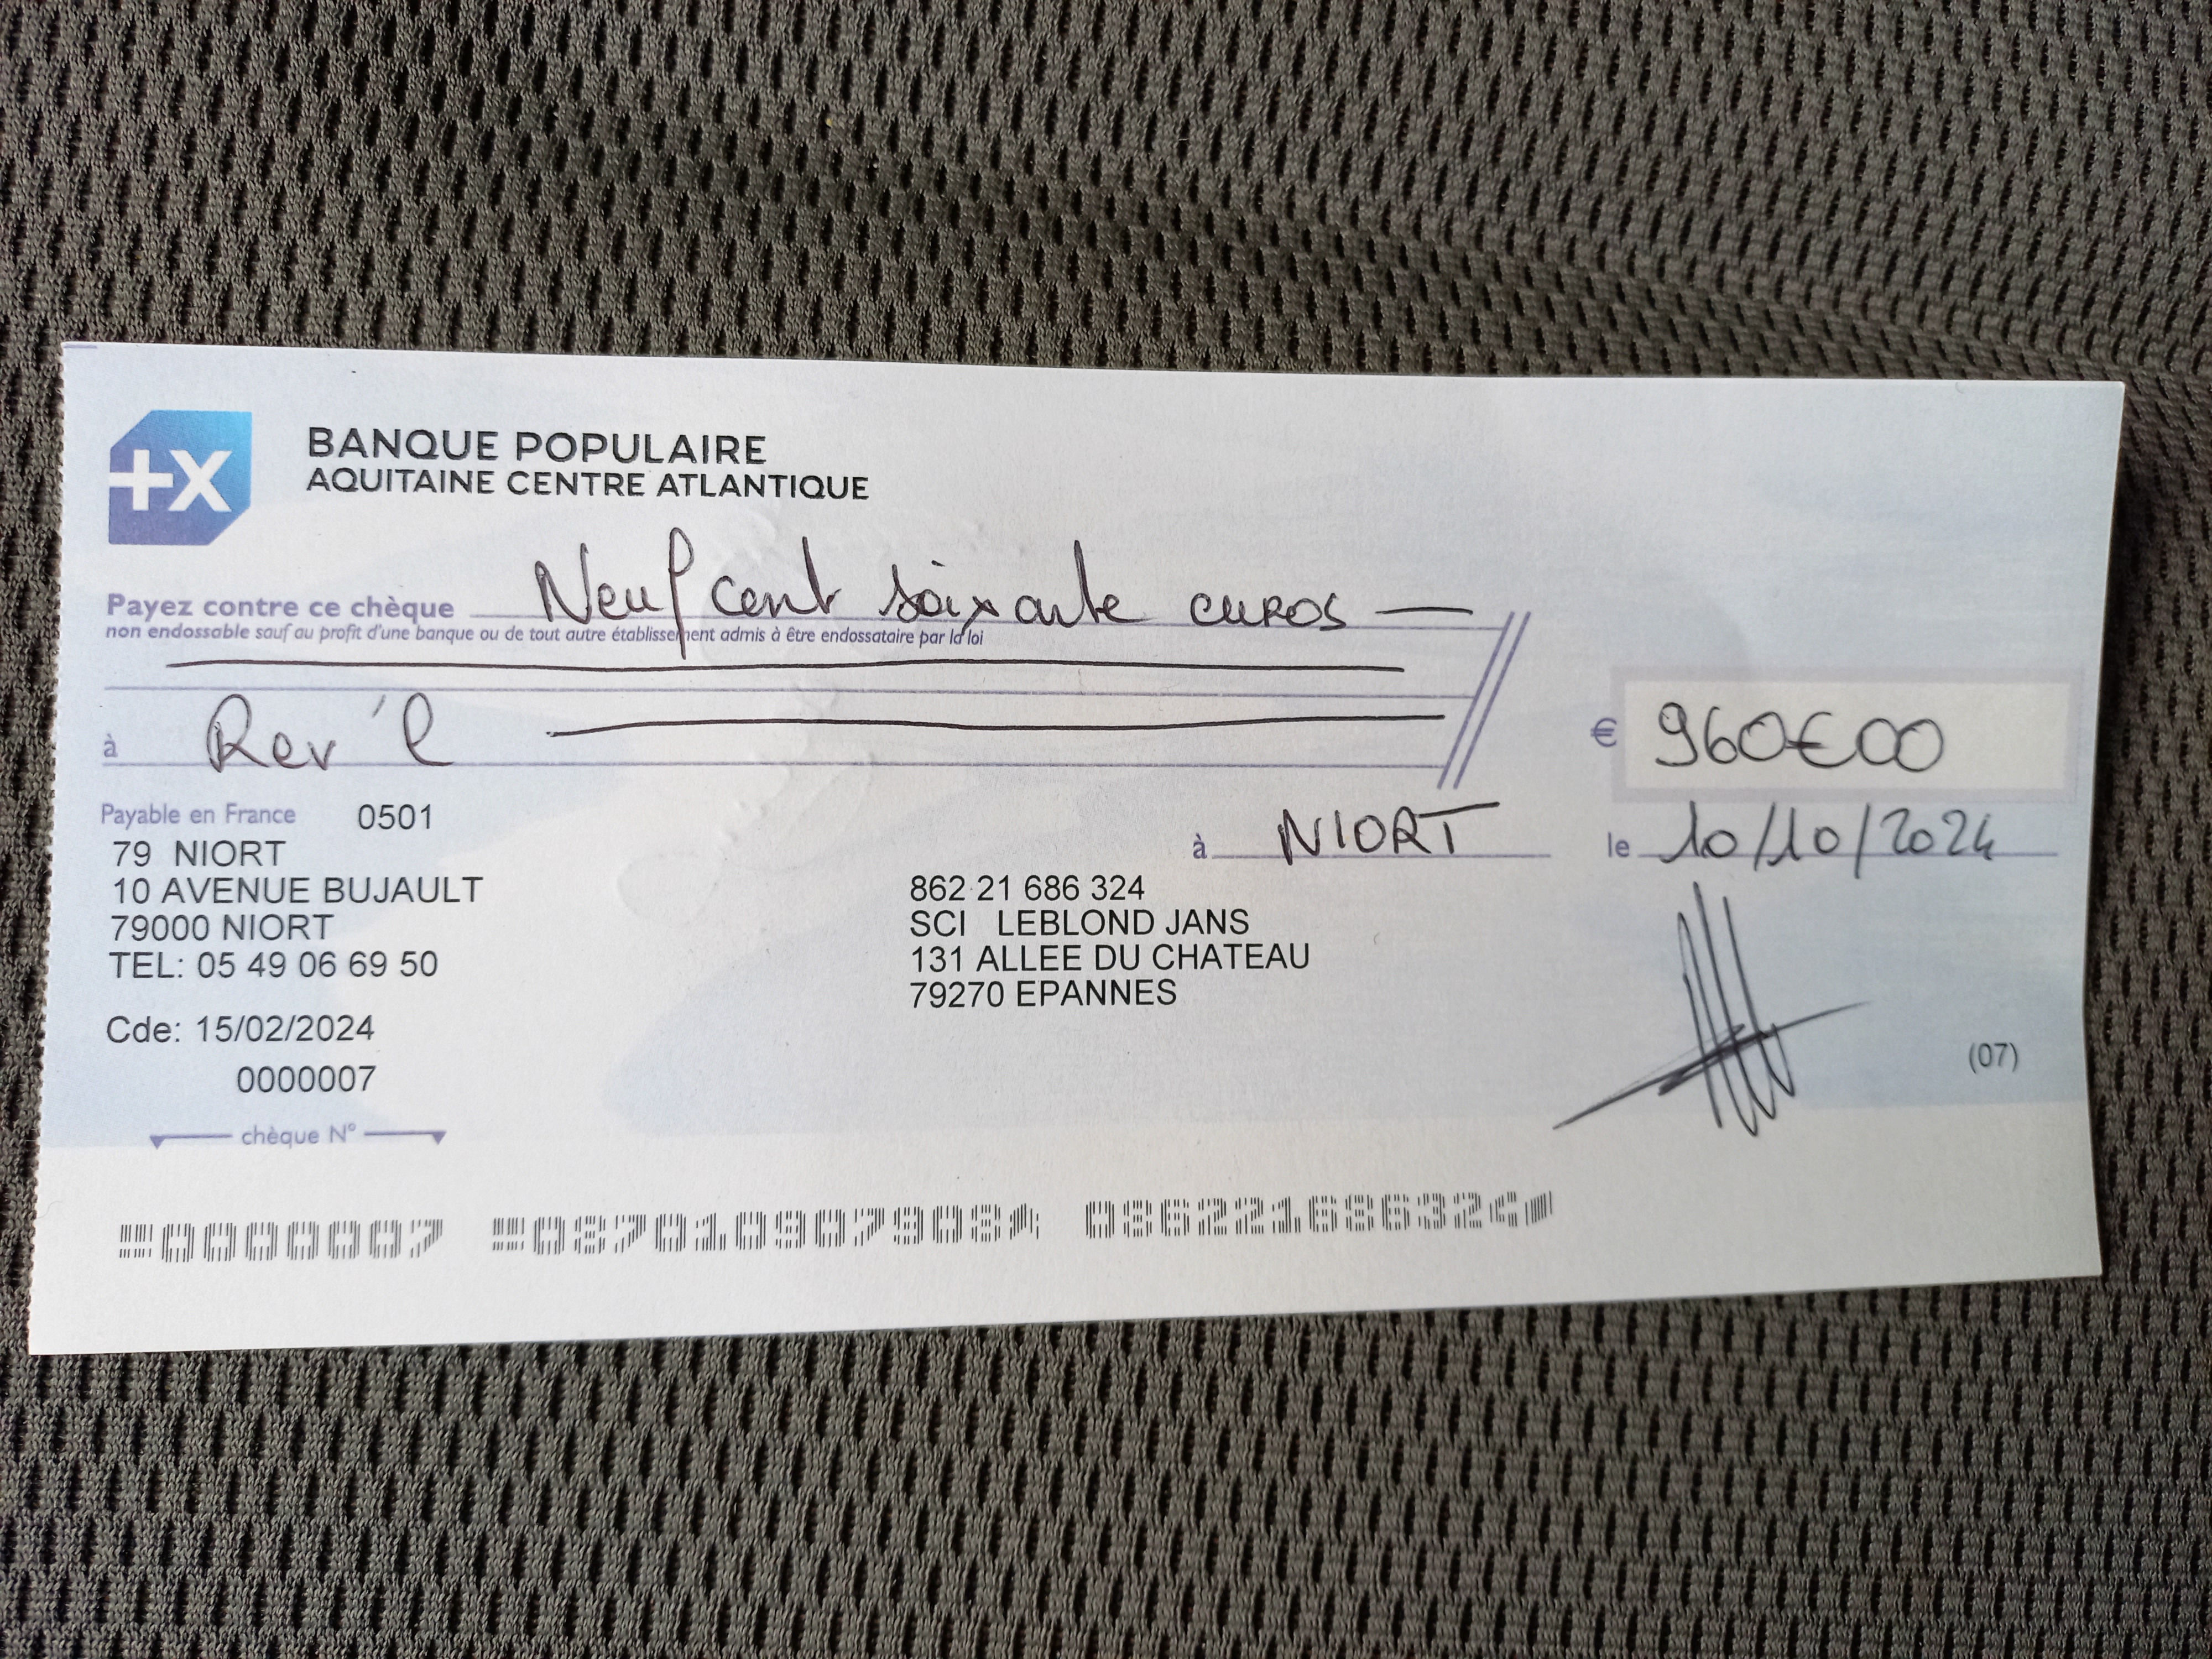 +X
BANQUE POPULAIRE
AQUITAINE CENTRE ATLANTIQUE
Payez contre ce chèque Neuf cent soixante euros
non endossable sauf au profit d'une banque ou de tout autre établissement admis à être endossataire par la loi
à Rev'l
€ 960€00
Payable en France 0501
à NIORT le 10/10/2024
79 NIORT
10 AVENUE BUJAULT
79000 NIORT
TEL: 05 49 06 69 50
862 21 686 324
SCI LEBLOND JANS
131 ALLEE DU CHATEAU
79270 EPANNES
Cde: 15/02/2024
0000007
(07)
chèque N°
0000007 087010907908 086221686324